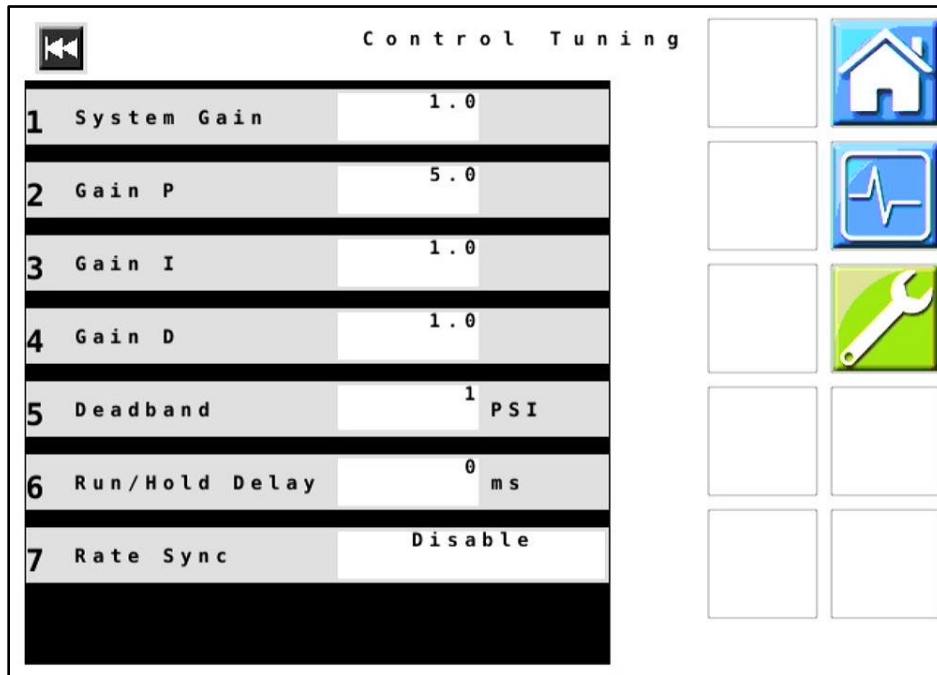 Control Tuning
1 System Gain 1.0
2 Gain P 5.0
3 Gain I 1.0
4 Gain D 1.0
5 Deadband 1 PSI
6 Run/Hold Delay 0 ms
7 Rate Sync Disable